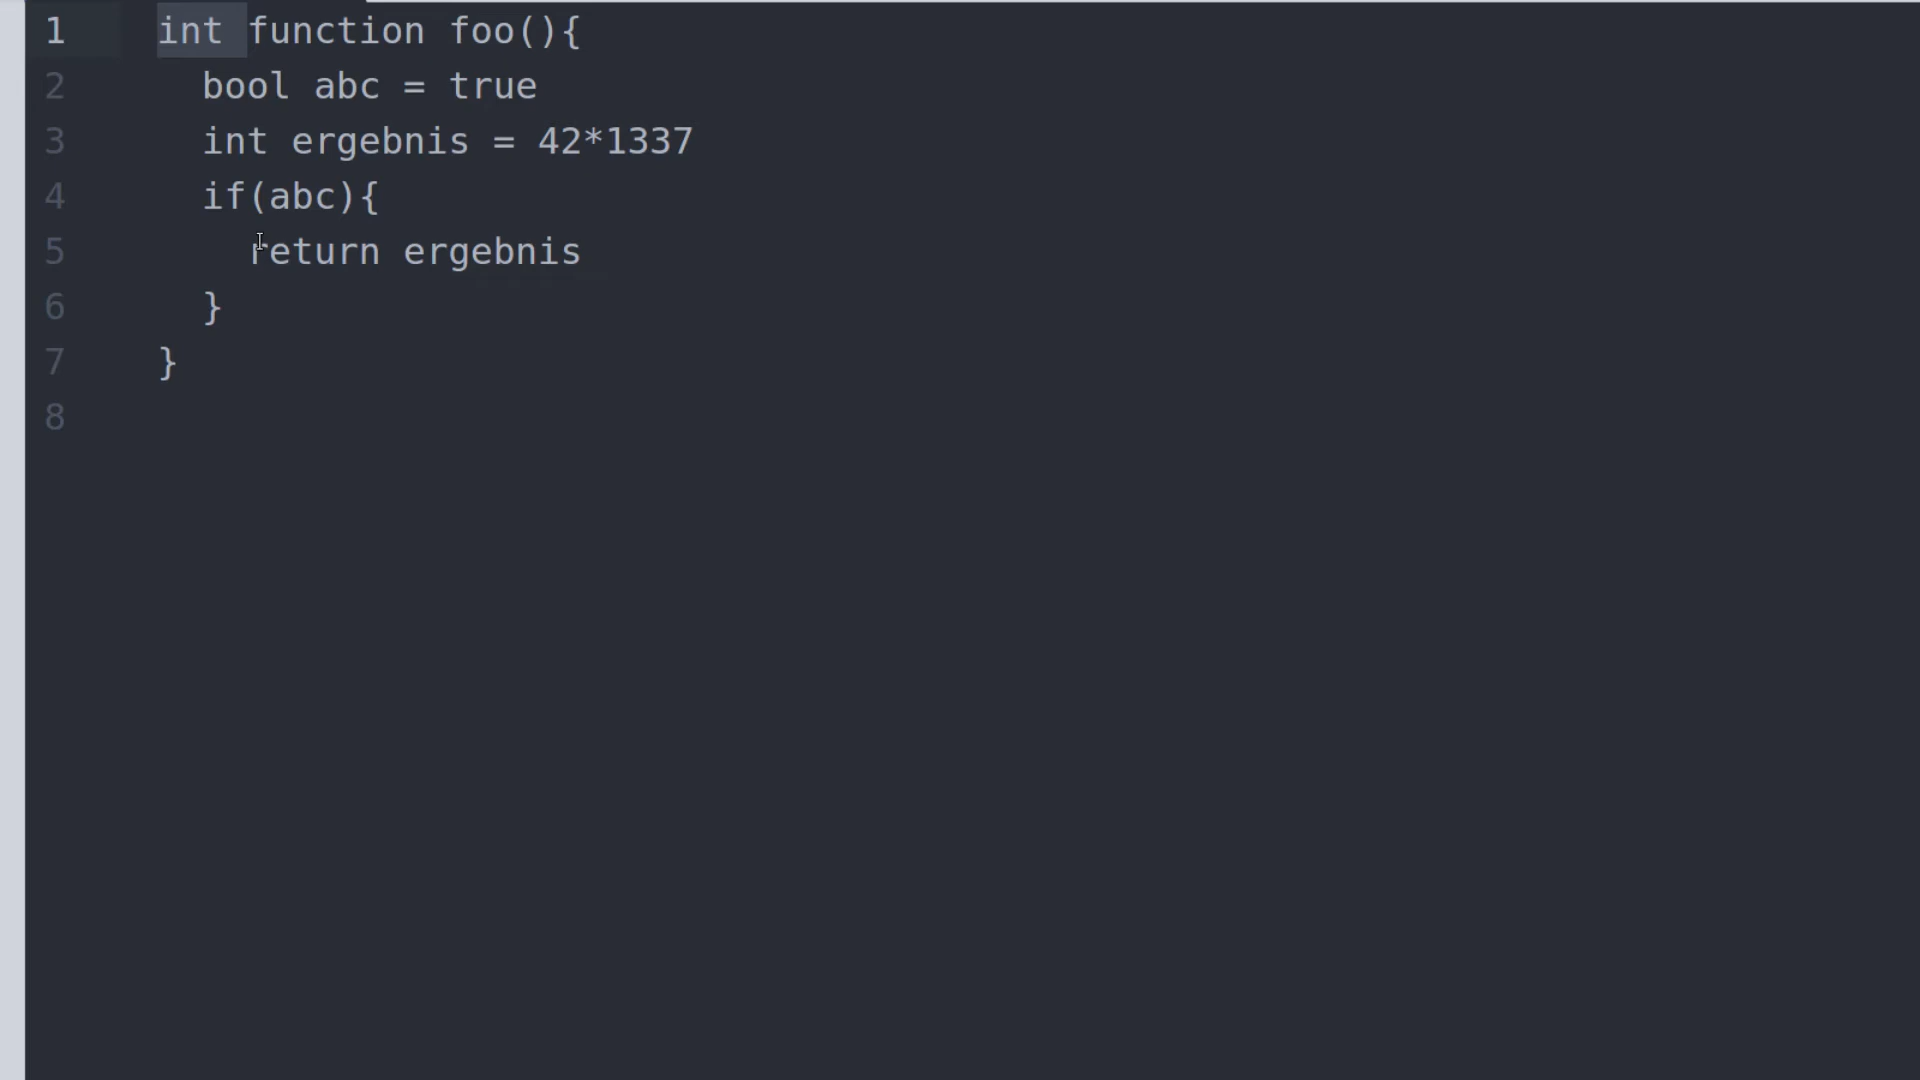 1 int function foo(){
2 bool abc = true
3 int ergebnis = 42*1337
4 if(abc){
5 return ergebnis
6 }
7 }
8